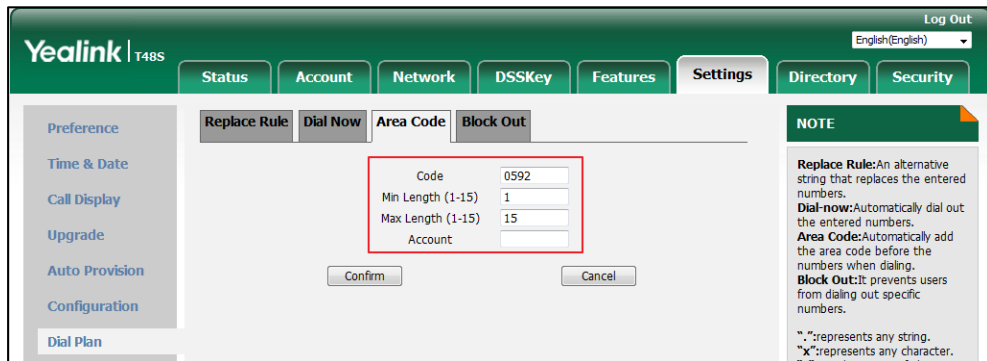 Log Out
English(English)
Yealink | T48S
Status Account Network DSSKey Features Settings Directory Security
Preference
Time & Date
Call Display
Upgrade
Auto Provision
Configuration
Dial Plan
Replace Rule Dial Now Area Code Block Out
Code 0592
Min Length (1-15) 1
Max Length (1-15) 15
Account
Confirm Cancel
NOTE
Replace Rule:An alternative
string that replaces the entered
numbers.
Dial-now:Automatically dial out
the entered numbers.
Area Code:Automatically add
the area code before the
numbers when dialing.
Block Out:It prevents users
from dialing out specific
numbers.
".":represents any string.
"x":represents any character.